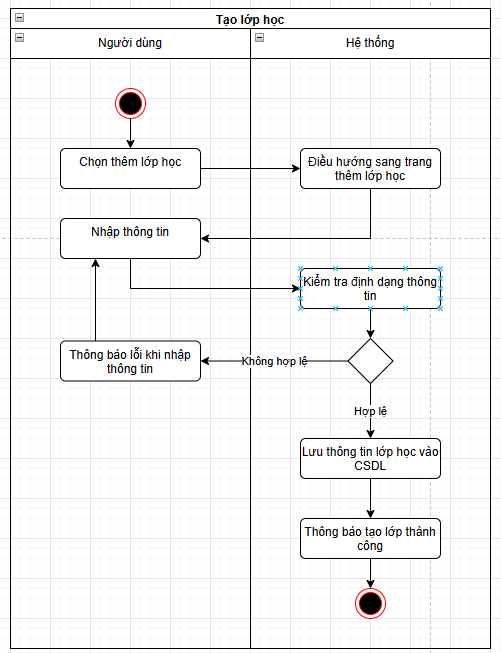 Tạo lớp học
Người dùng
Hệ thống
Chọn thêm lớp học
Điều hướng sang trang
thêm lớp học
Nhập thông tin
Kiểm tra định dạng thông
tin
Thông báo lỗi khi nhập
thông tin
Không hợp lệ
Hợp lệ
Lưu thông tin lớp học vào
CSDL
Thông báo tạo lớp thành
công